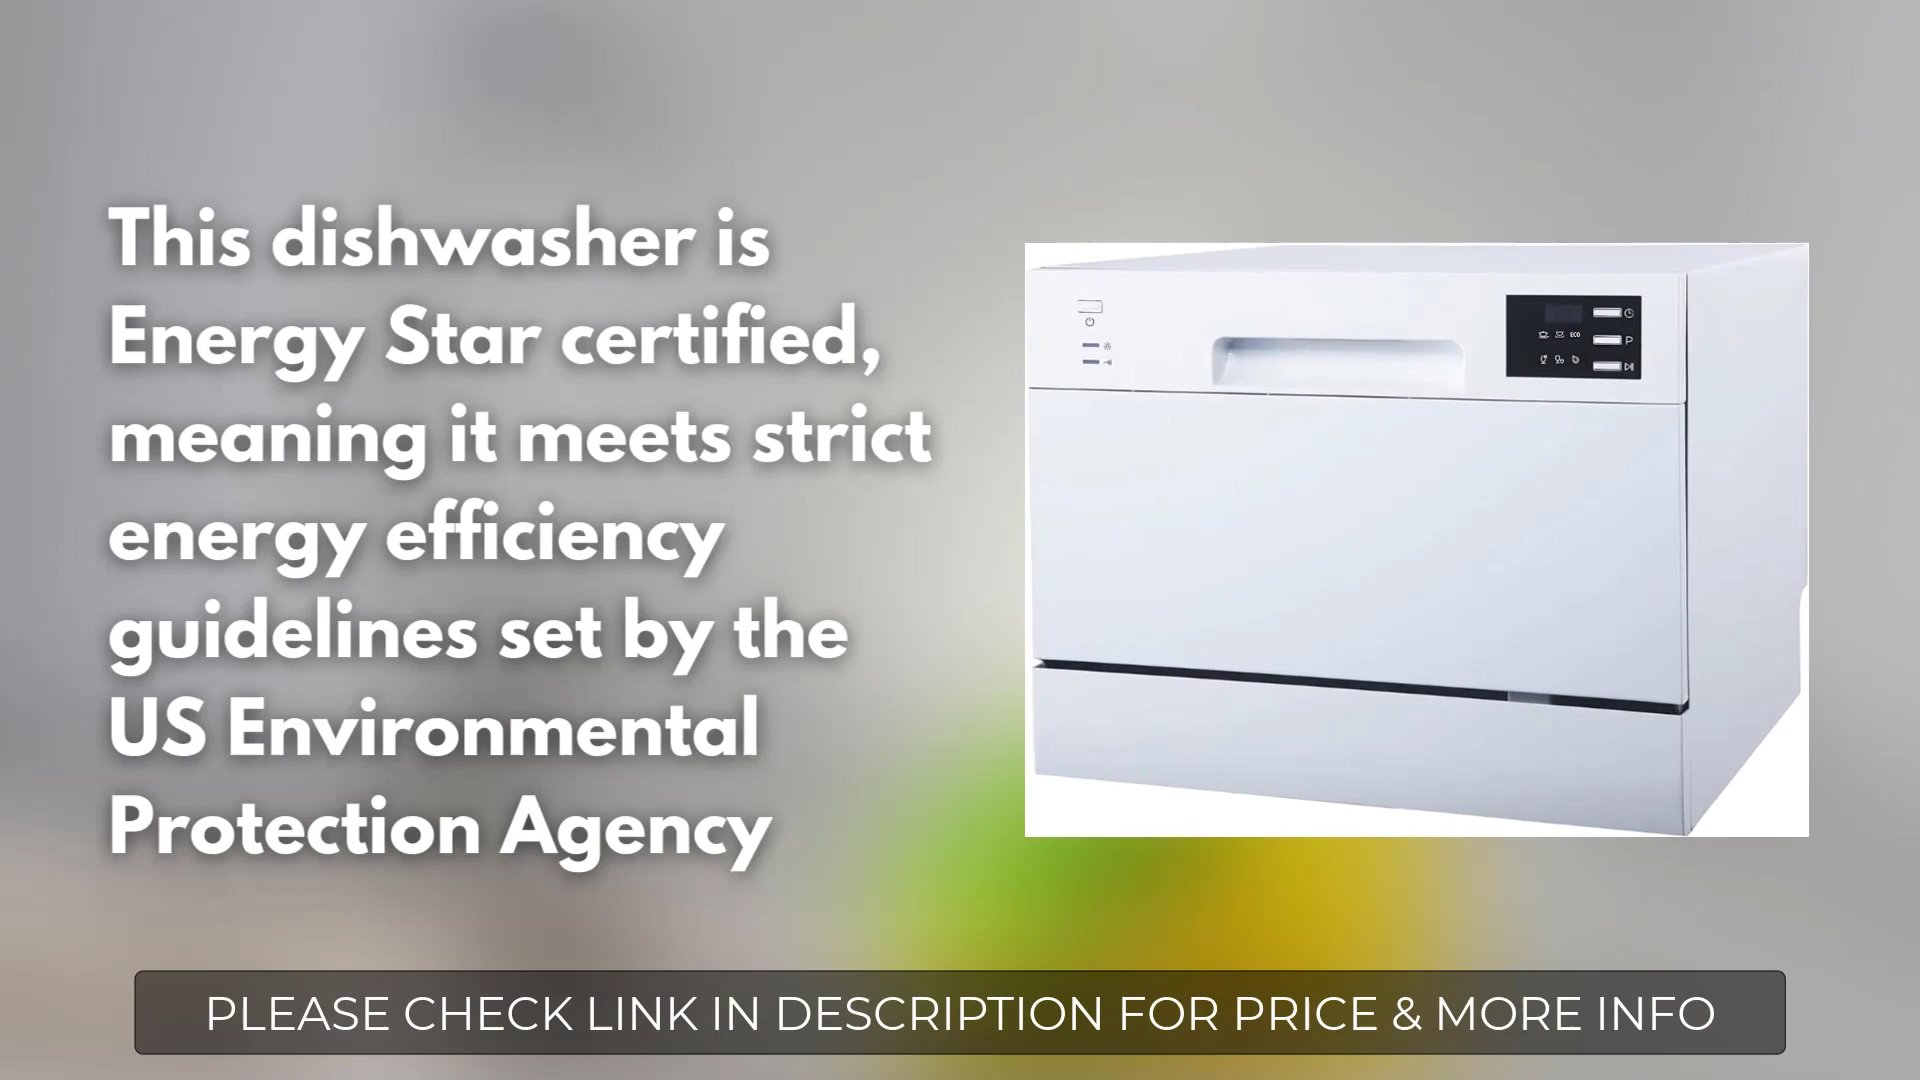 This dishwasher is
Energy Star certified,
meaning it meets strict
energy efficiency
guidelines set by the
US Environmental
Protection Agency
ECO
P
PLEASE CHECK LINK IN DESCRIPTION FOR PRICE & MORE INFO